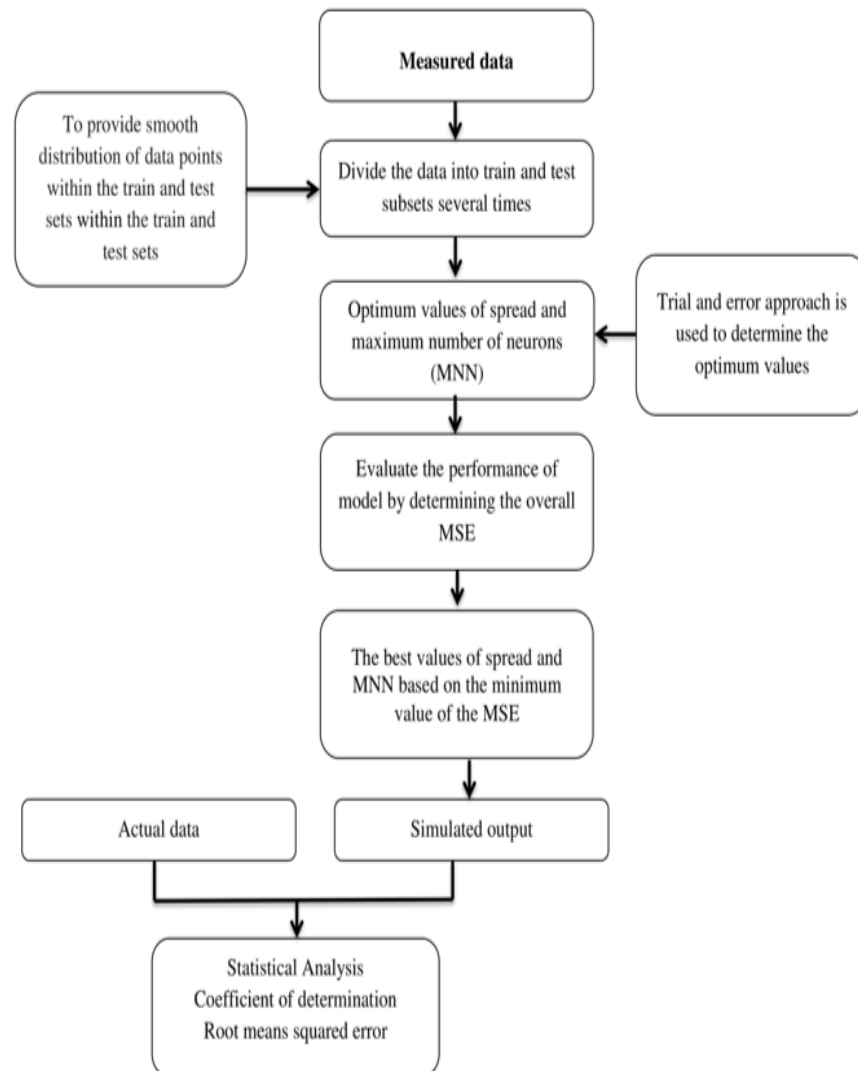 Measured data
To provide smooth
distribution of data points
within the train and test
sets within the train and
test sets
Divide the data into train and test
subsets several times
Optimum values of spread and
maximum number of neurons
(MNN)
Trial and error approach is
used to determine the
optimum values
Evaluate the performance of
model by determining the overall
MSE
The best values of spread and
MNN based on the minimum
value of the MSE
Actual data
Simulated output
Statistical Analysis
Coefficient of determination
Root means squared error